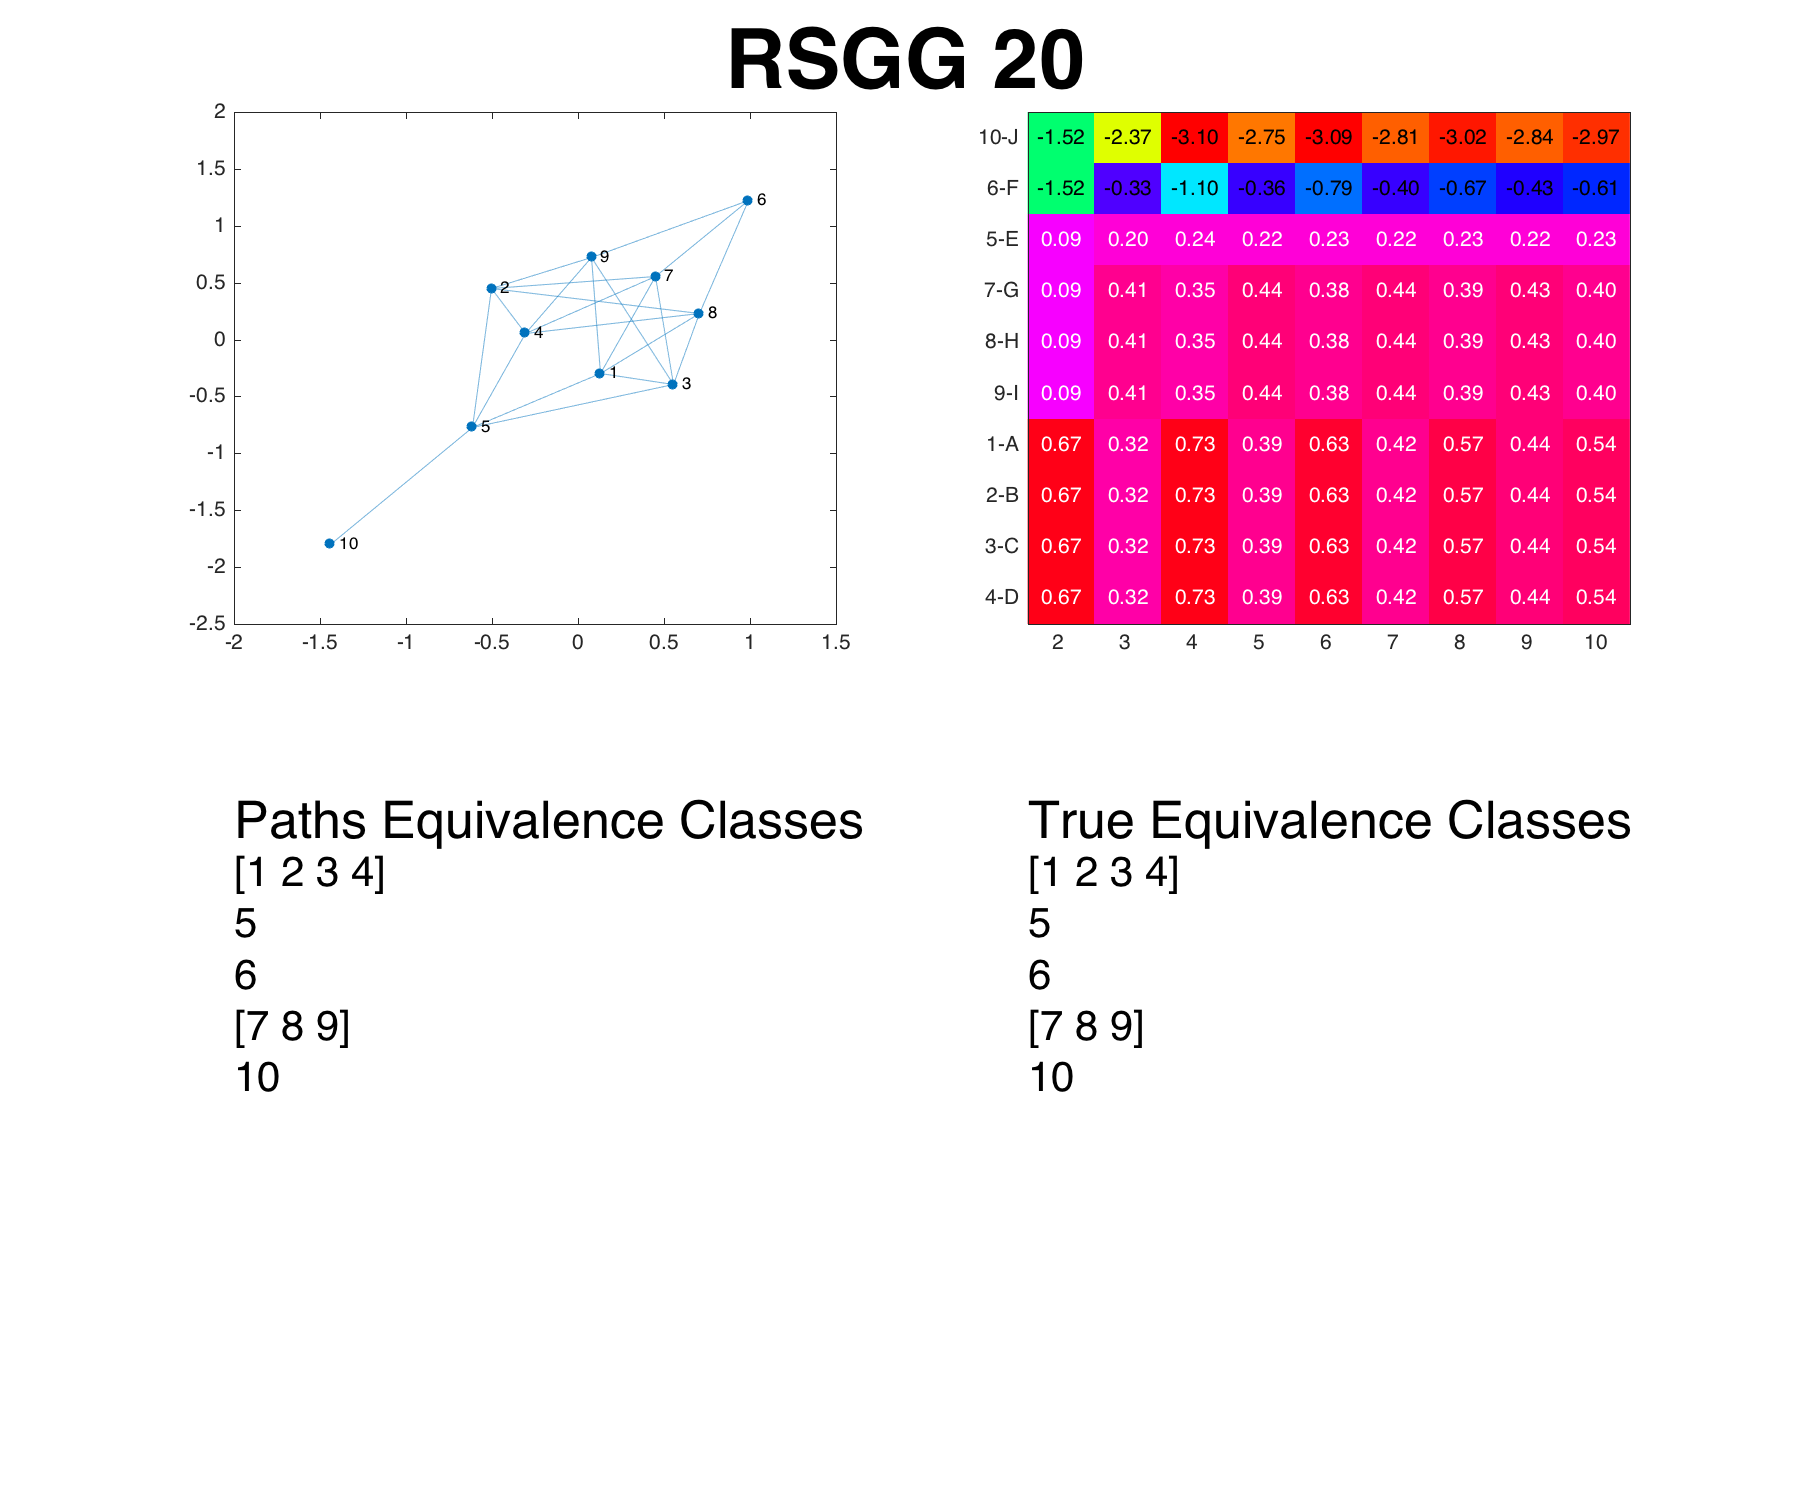 RSGG 20
2
1.5
1
0.5
0
-0.5
-1
-1.5
-2
-2.5
-2 -1.5 -1 -0.5 0 0.5 1 1.5
6
9
7
2
8
4
1
3
5
10
10-J -1.52 -2.37 -3.10 -2.75 -3.09 -2.81 -3.02 -2.84 -2.97
6-F -1.52 -0.33 -1.10 -0.36 -0.79 -0.40 -0.67 -0.43 -0.61
5-E 0.09 0.20 0.24 0.22 0.23 0.22 0.23 0.22 0.23
7-G 0.09 0.41 0.35 0.44 0.38 0.44 0.39 0.43 0.40
8-H 0.09 0.41 0.35 0.44 0.38 0.44 0.39 0.43 0.40
9-I 0.09 0.41 0.35 0.44 0.38 0.44 0.39 0.43 0.40
1-A 0.67 0.32 0.73 0.39 0.63 0.42 0.57 0.44 0.54
2-B 0.67 0.32 0.73 0.39 0.63 0.42 0.57 0.44 0.54
3-C 0.67 0.32 0.73 0.39 0.63 0.42 0.57 0.44 0.54
4-D 0.67 0.32 0.73 0.39 0.63 0.42 0.57 0.44 0.54
2 3 4 5 6 7 8 9 10
Paths Equivalence Classes
[1 2 3 4]
5
6
[7 8 9]
10
True Equivalence Classes
[1 2 3 4]
5
6
[7 8 9]
10